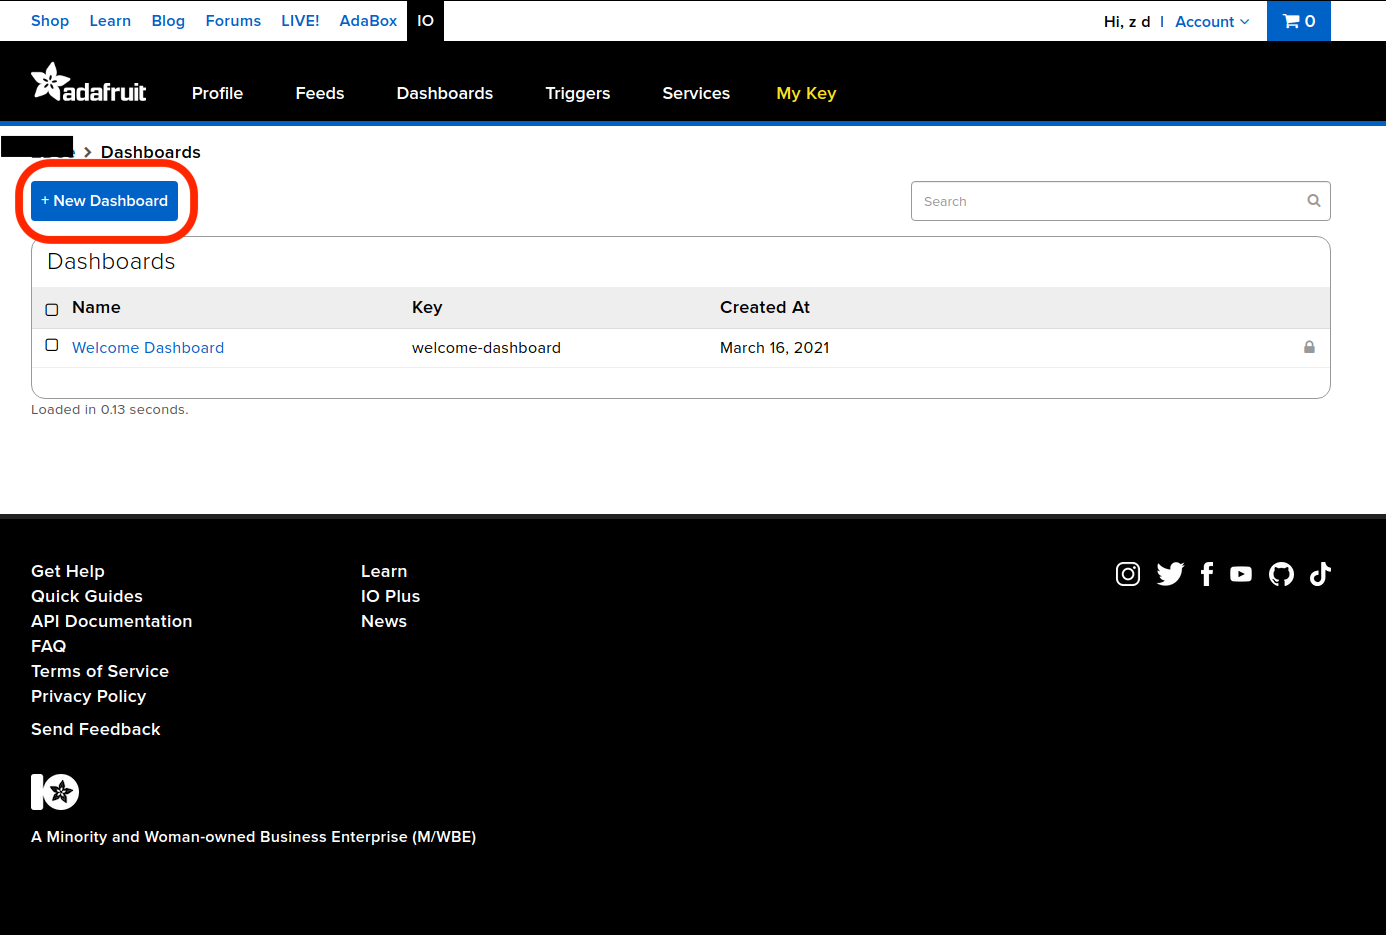 Shop Learn Blog Forums LIVE! AdaBox IO Hi, z d | Account 0
adafruit Profile Feeds Dashboards Triggers Services My Key
> Dashboards
+ New Dashboard Search
Dashboards
Name Key Created At
Welcome Dashboard welcome-dashboard March 16, 2021
Loaded in 0.13 seconds.
Get Help Learn
Quick Guides IO Plus
API Documentation News
FAQ
Terms of Service
Privacy Policy
Send Feedback
IO
A Minority and Woman-owned Business Enterprise (M/WBE)